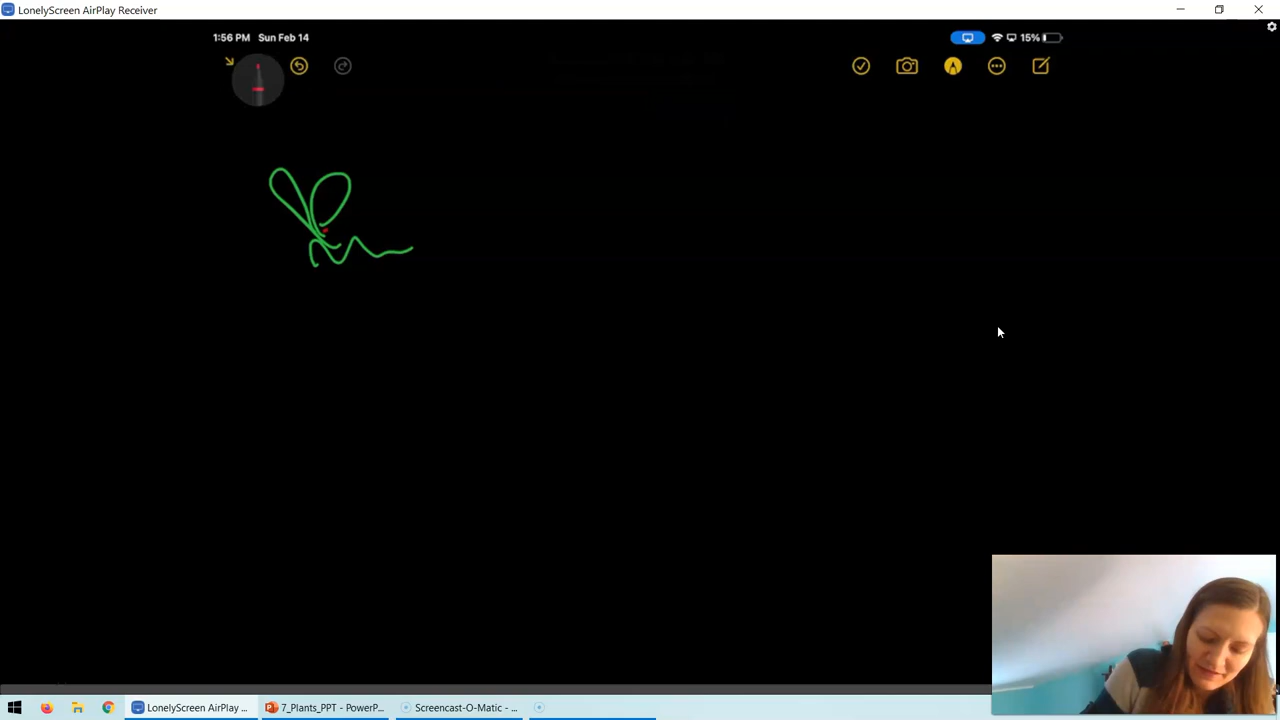 LonelyScreen AirPlay Receiver
1:56 PM Sun Feb 14 15%
LonelyScreen AirPlay ... 7_Plants_PPT - PowerP... Screencast-O-Matic - ...